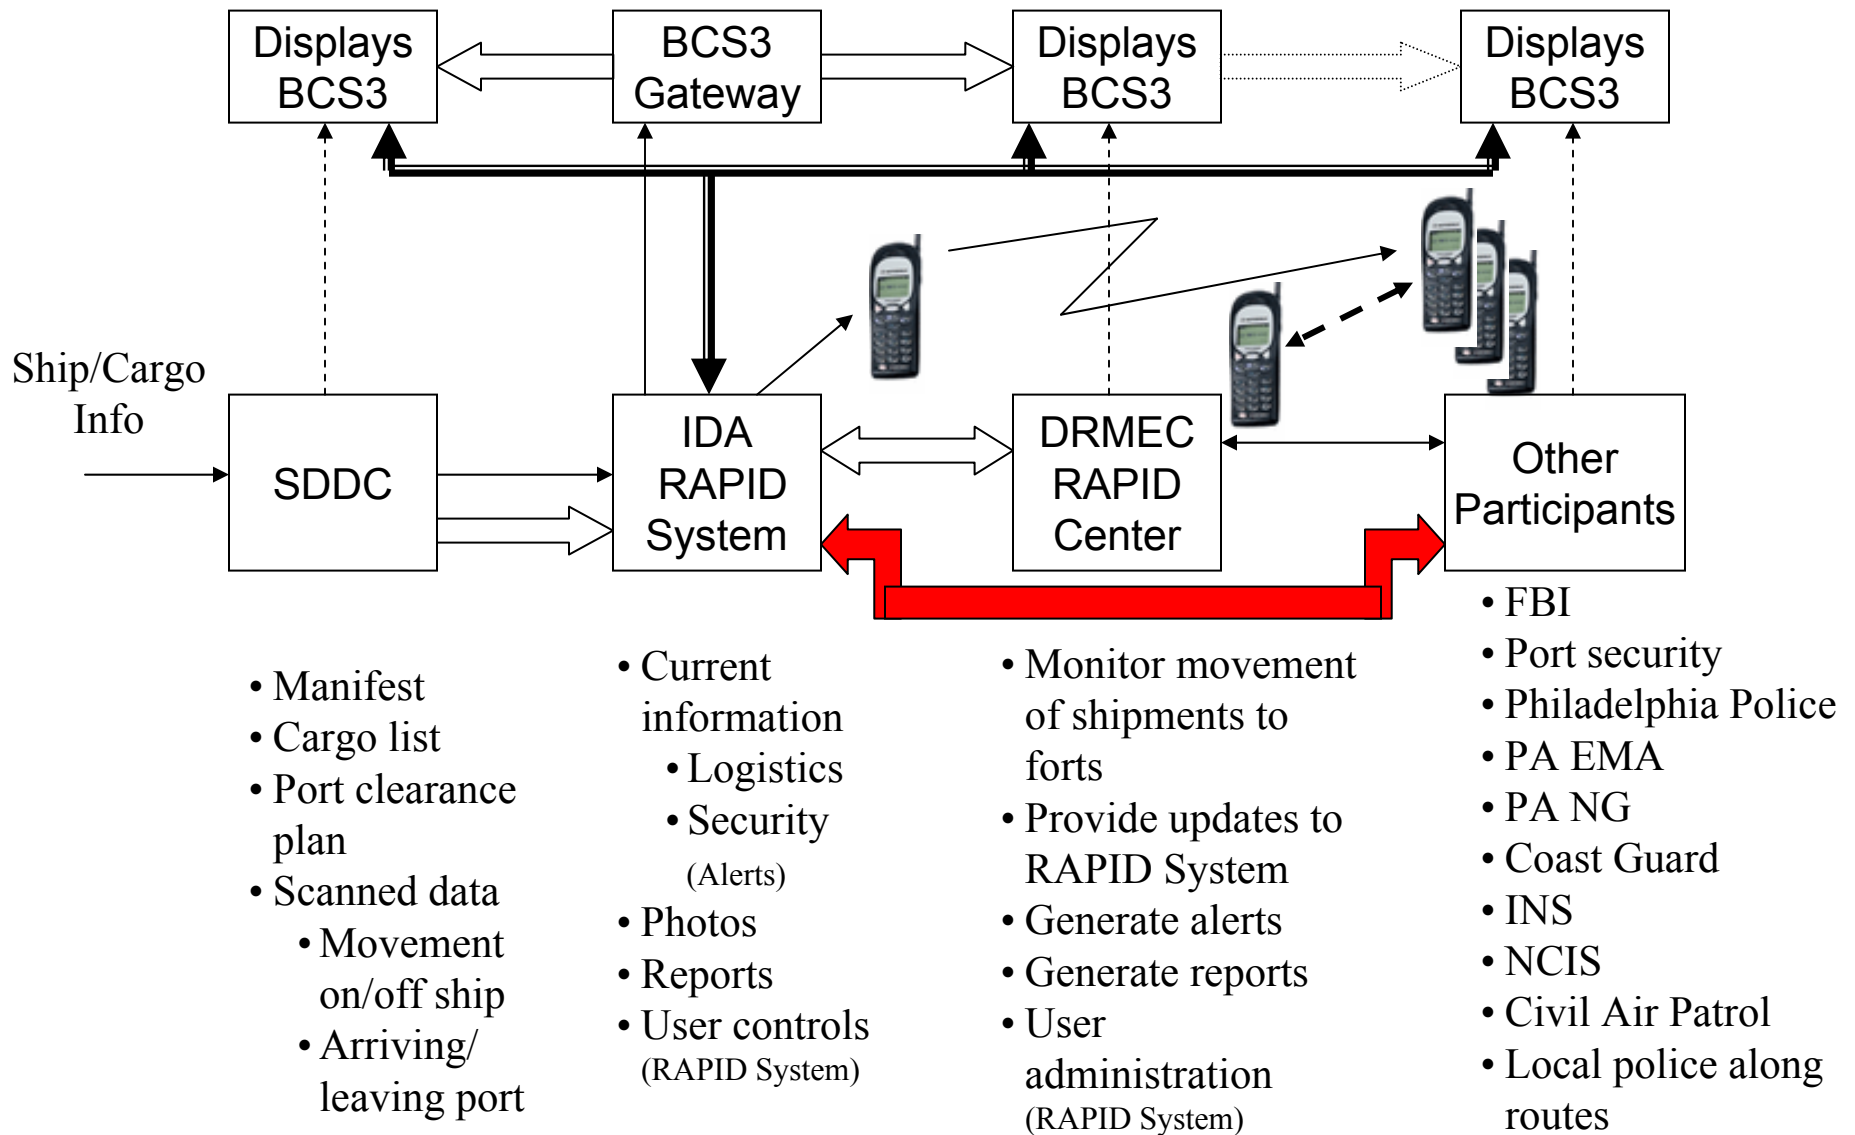 Displays
BCS3
BCS3
Gateway
Displays
BCS3
Displays
BCS3
Ship/Cargo
Info
SDDC
IDA
RAPID
System
DRMEC
RAPID
Center
Other
Participants
• Manifest
• Cargo list
• Port clearance
plan
• Scanned data
• Movement
on/off ship
• Arriving/
leaving port
• Current
information
• Logistics
• Security
(Alerts)
• Photos
• Reports
• User controls
(RAPID System)
• Monitor movement
of shipments to
forts
• Provide updates to
RAPID System
• Generate alerts
• Generate reports
• User
administration
(RAPID System)
• FBI
• Port security
• Philadelphia Police
• PA EMA
• PA NG
• Coast Guard
• INS
• NCIS
• Civil Air Patrol
• Local police along
routes